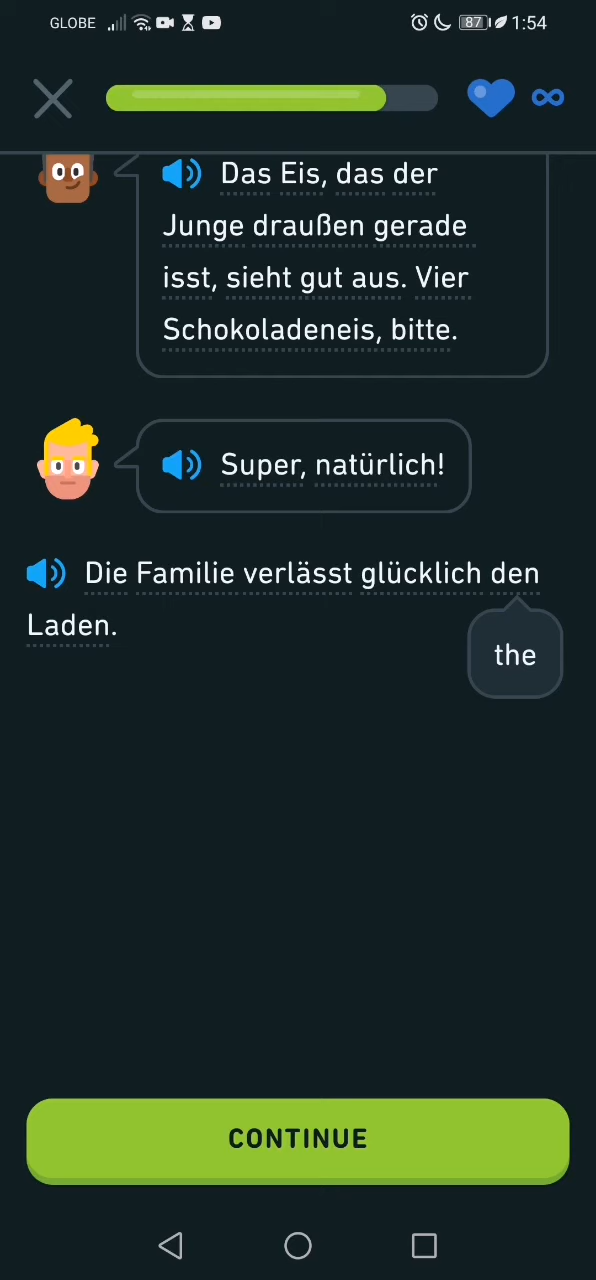 GLOBE 87 1:54
Das Eis, das der
Junge draußen gerade
isst, sieht gut aus. Vier
Schokoladeneis, bitte.
Super, natürlich!
Die Familie verlässt glücklich den
Laden.
the
CONTINUE